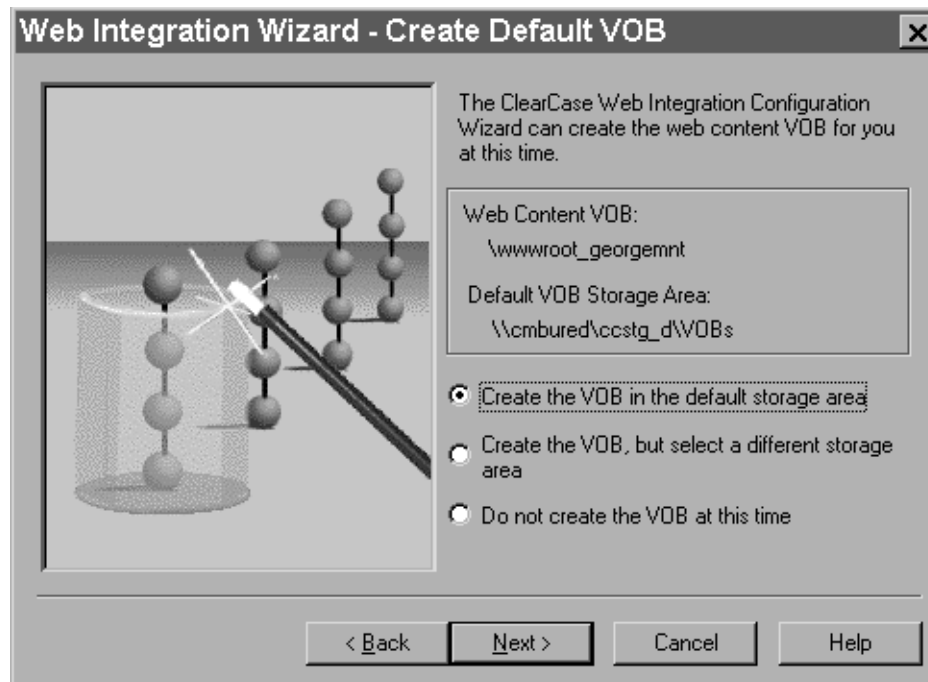 Web Integration Wizard - Create Default VOB
The ClearCase Web Integration Configuration
Wizard can create the web content VOB for you
at this time.
Web Content VOB:
\wwwroot_georgemnt
Default VOB Storage Area:
\\cmbured\ccstg_d\VOBs
Create the VOB in the default storage area
Create the VOB, but select a different storage
area
Do not create the VOB at this time
< Back
Next >
Cancel
Help